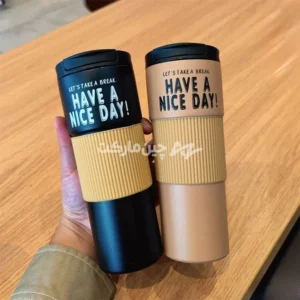 LET'S TAKE A BREAK
HAVE A
NICE DAY!
LET'S TAKE A BREAK.
HAVE A
NICE DAY!
چین مارکت